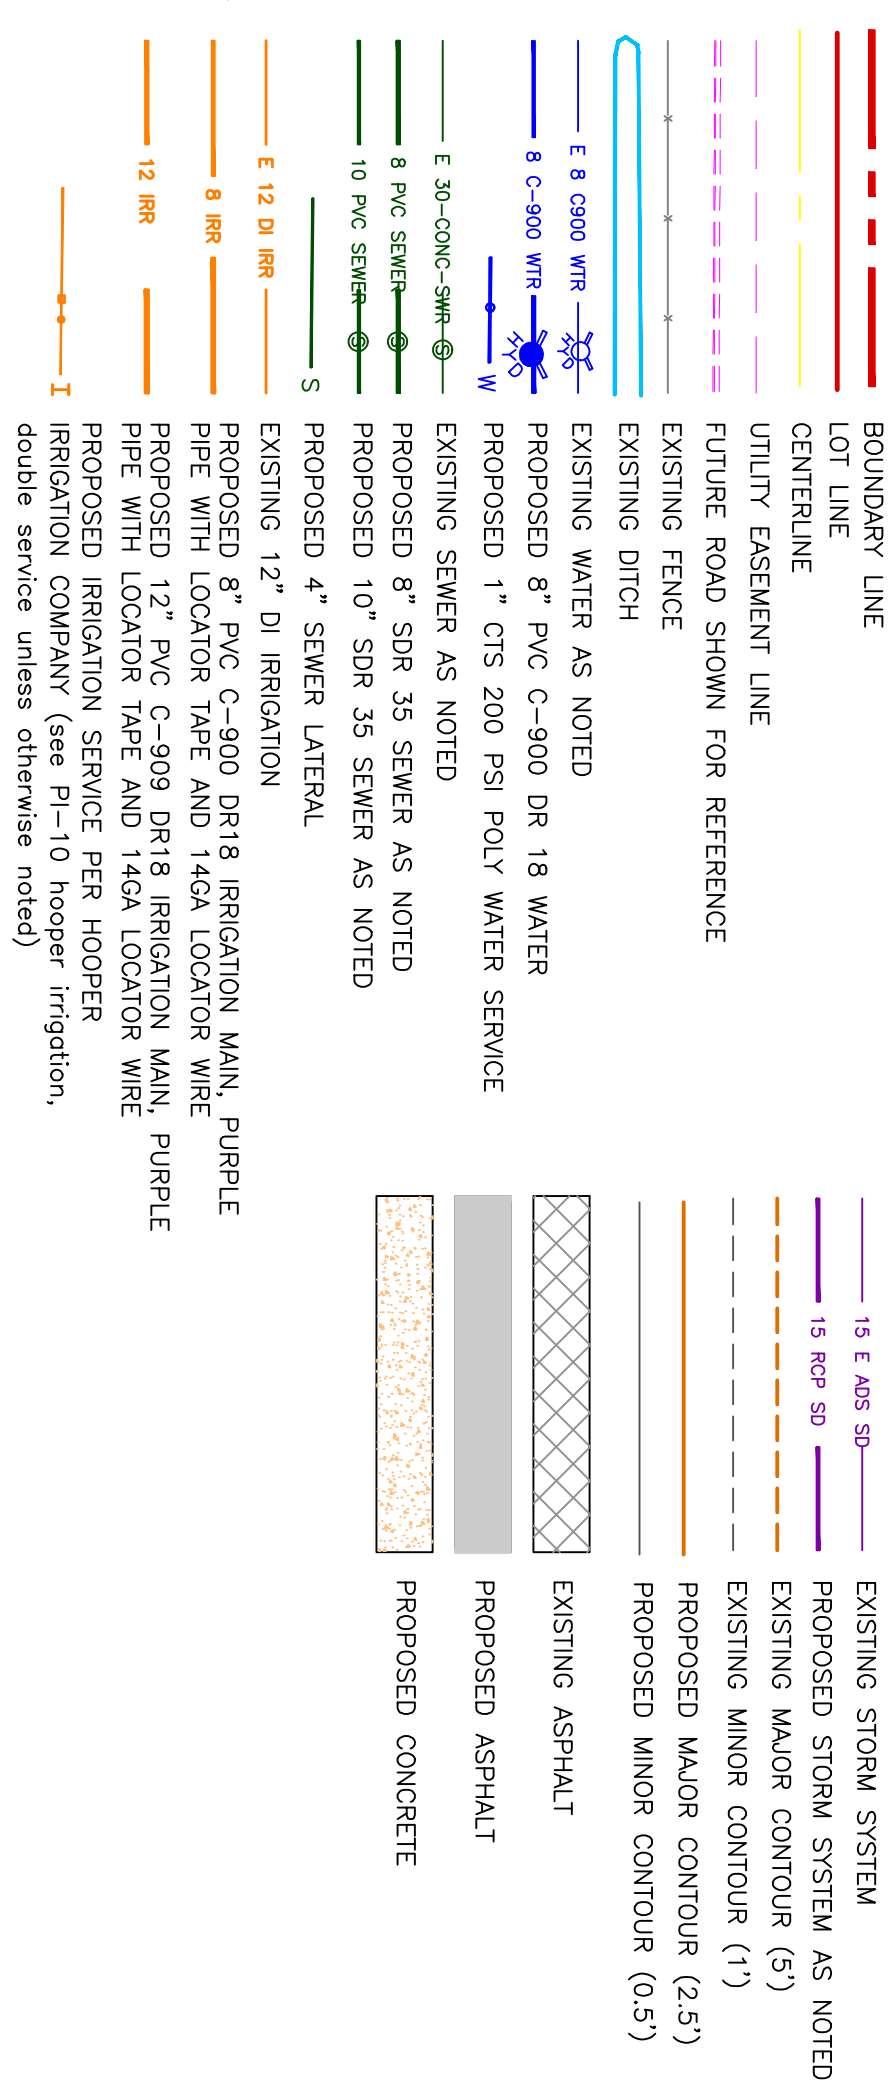 BOUNDARY LINE
LOT LINE
CENTERLINE
UTILITY EASEMENT LINE
FUTURE ROAD SHOWN FOR REFERENCE
EXISTING FENCE
EXISTING DITCH
E 8 C900 WTR HYD EXISTING WATER AS NOTED
8 C-900 WTR HYD PROPOSED 8" PVC C-900 DR 18 WATER
W PROPOSED 1" CTS 200 PSI POLY WATER SERVICE
E 30-CONC-SWR S EXISTING SEWER AS NOTED
8 PVC SEWER S PROPOSED 8" SDR 35 SEWER AS NOTED
10 PVC SEWER S PROPOSED 10" SDR 35 SEWER AS NOTED
S PROPOSED 4" SEWER LATERAL
E 12 DI IRR EXISTING 12" DI IRRIGATION
8 IRR PROPOSED 8" PVC C-900 DR18 IRRIGATION MAIN, PURPLE
PIPE WITH LOCATOR TAPE AND 14GA LOCATOR WIRE
12 IRR PROPOSED 12" PVC C-909 DR18 IRRIGATION MAIN, PURPLE
PIPE WITH LOCATOR TAPE AND 14GA LOCATOR WIRE
PROPOSED IRRIGATION SERVICE PER HOOPER
I IRRIGATION COMPANY (see PI-10 hooper irrigation,
double service unless otherwise noted)
15 E ADS SD EXISTING STORM SYSTEM
15 RCP SD PROPOSED STORM SYSTEM AS NOTED
EXISTING MAJOR CONTOUR (5')
EXISTING MINOR CONTOUR (1')
PROPOSED MAJOR CONTOUR (2.5')
PROPOSED MINOR CONTOUR (0.5')
EXISTING ASPHALT
PROPOSED ASPHALT
PROPOSED CONCRETE